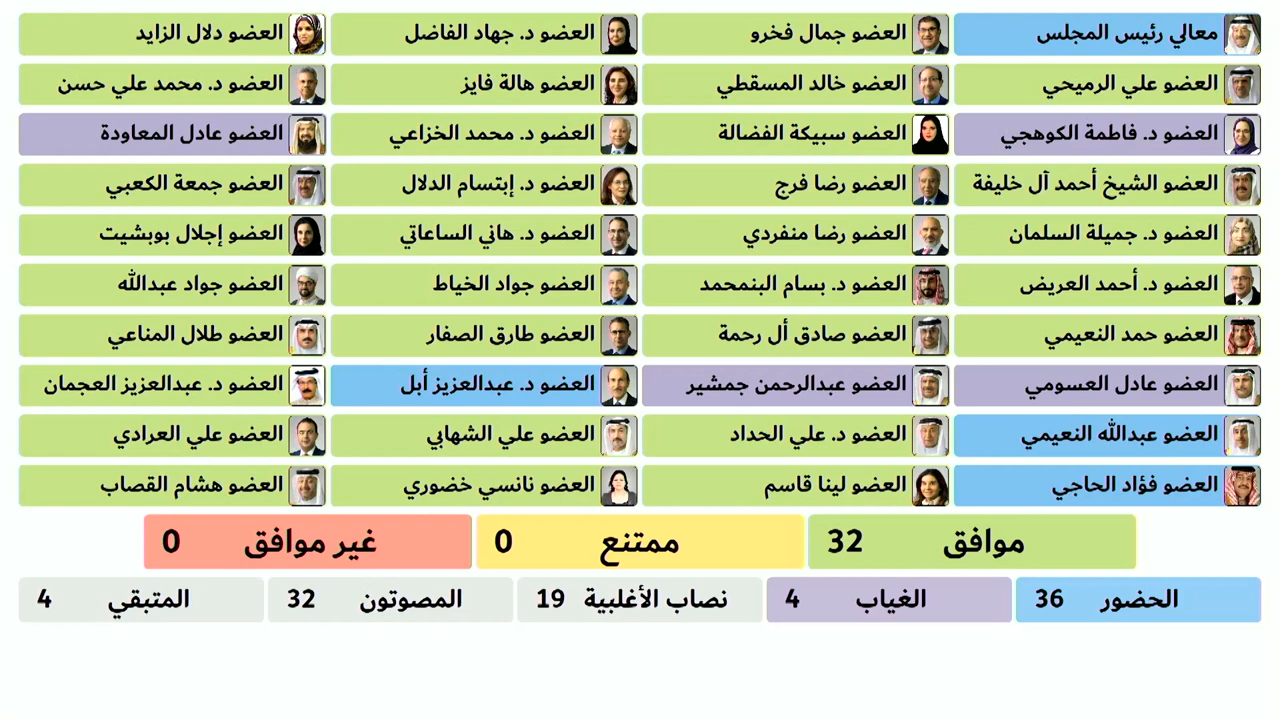 معالي رئيس المجلس
العضو جمال فخرو
العضو د. جهاد الفاضل
العضو دلال الزايد
العضو علي الرميحي
العضو خالد المسقطي
العضو هالة فايز
العضو د. محمد علي حسن
العضو د. فاطمة الكوهجي
العضو سبيكة الفضالة
العضو د. محمد الخزاعي
العضو عادل المعاودة
العضو الشيخ أحمد آل خليفة
العضو رضا فرج
العضو د. إبتسام الدلال
العضو جمعة الكعبي
العضو د. جميلة السلمان
العضو رضا منفردي
العضو د. هاني الساعاتي
العضو إجلال بوبشيت
العضو د. أحمد العريض
العضو د. بسام البنمحمد
العضو جواد الخياط
العضو جواد عبدالله
العضو حمد النعيمي
العضو صادق أل رحمة
العضو طارق الصفار
العضو طلال المناعي
العضو عادل العسومي
العضو عبدالرحمن جمشير
العضو د. عبدالعزيز أبل
العضو د. عبدالعزيز العجمان
العضو عبدالله النعيمي
العضو د. علي الحداد
العضو علي الشهابي
العضو علي العرادي
العضو فؤاد الحاجي
العضو لينا قاسم
العضو نانسي خضوري
العضو هشام القصاب
موافق 32
ممتنع 0
غير موافق 0
الحضور 36
الغياب 4
نصاب الأغلبية 19
المصوتون 32
المتبقي 4